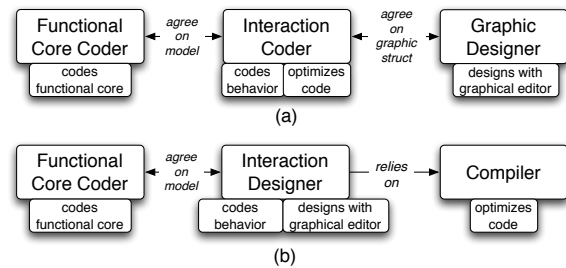 Functional
Core Coder
agree
on
model
Interaction
Coder
agree
on
graphic
struct
Graphic
Designer
codes
functional core
codes
behavior
optimizes
code
designs with
graphical editor
(a)
Functional
Core Coder
agree
on
model
Interaction
Designer
relies
on
Compiler
codes
functional core
codes
behavior
designs with
graphical editor
optimizes
code
(b)